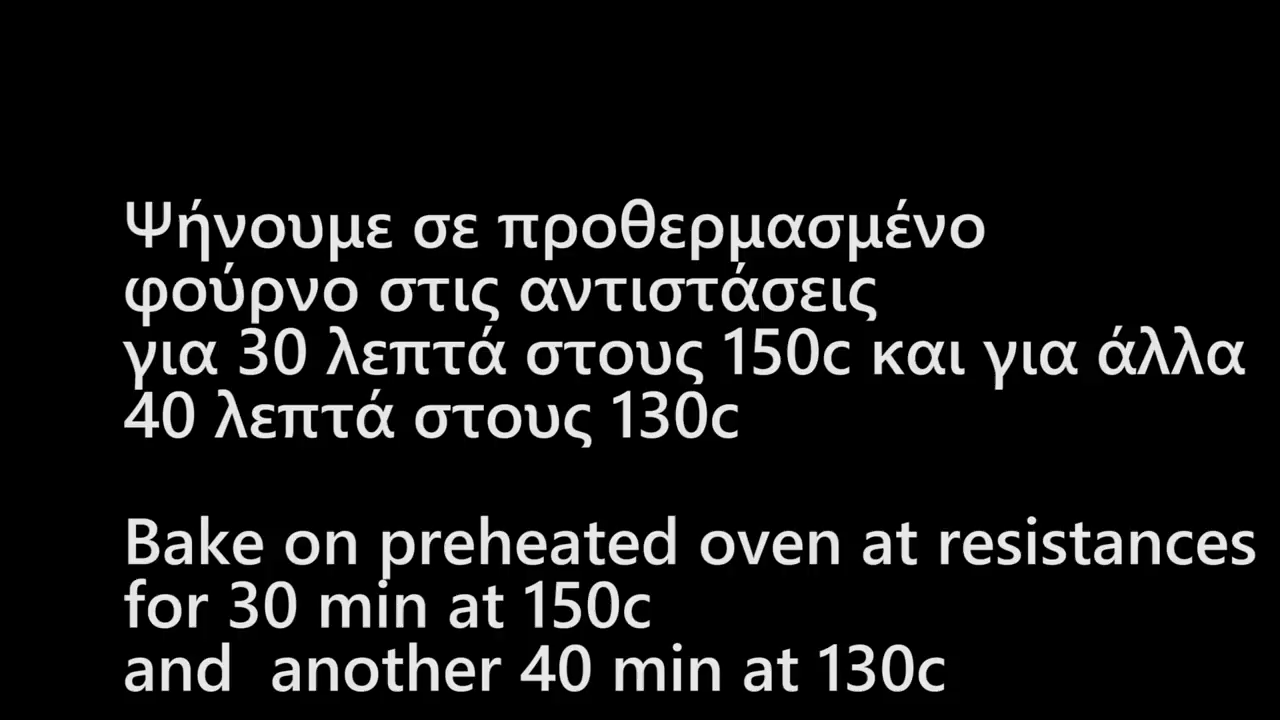 Ψήνουμε σε προθερμασμένο
φούρνο στις αντιστάσεις
για 30 λεπτά στους 150c και για άλλα
40 λεπτά στους 130c
Bake on preheated oven at resistances
for 30 min at 150c
and  another 40 min at 130c